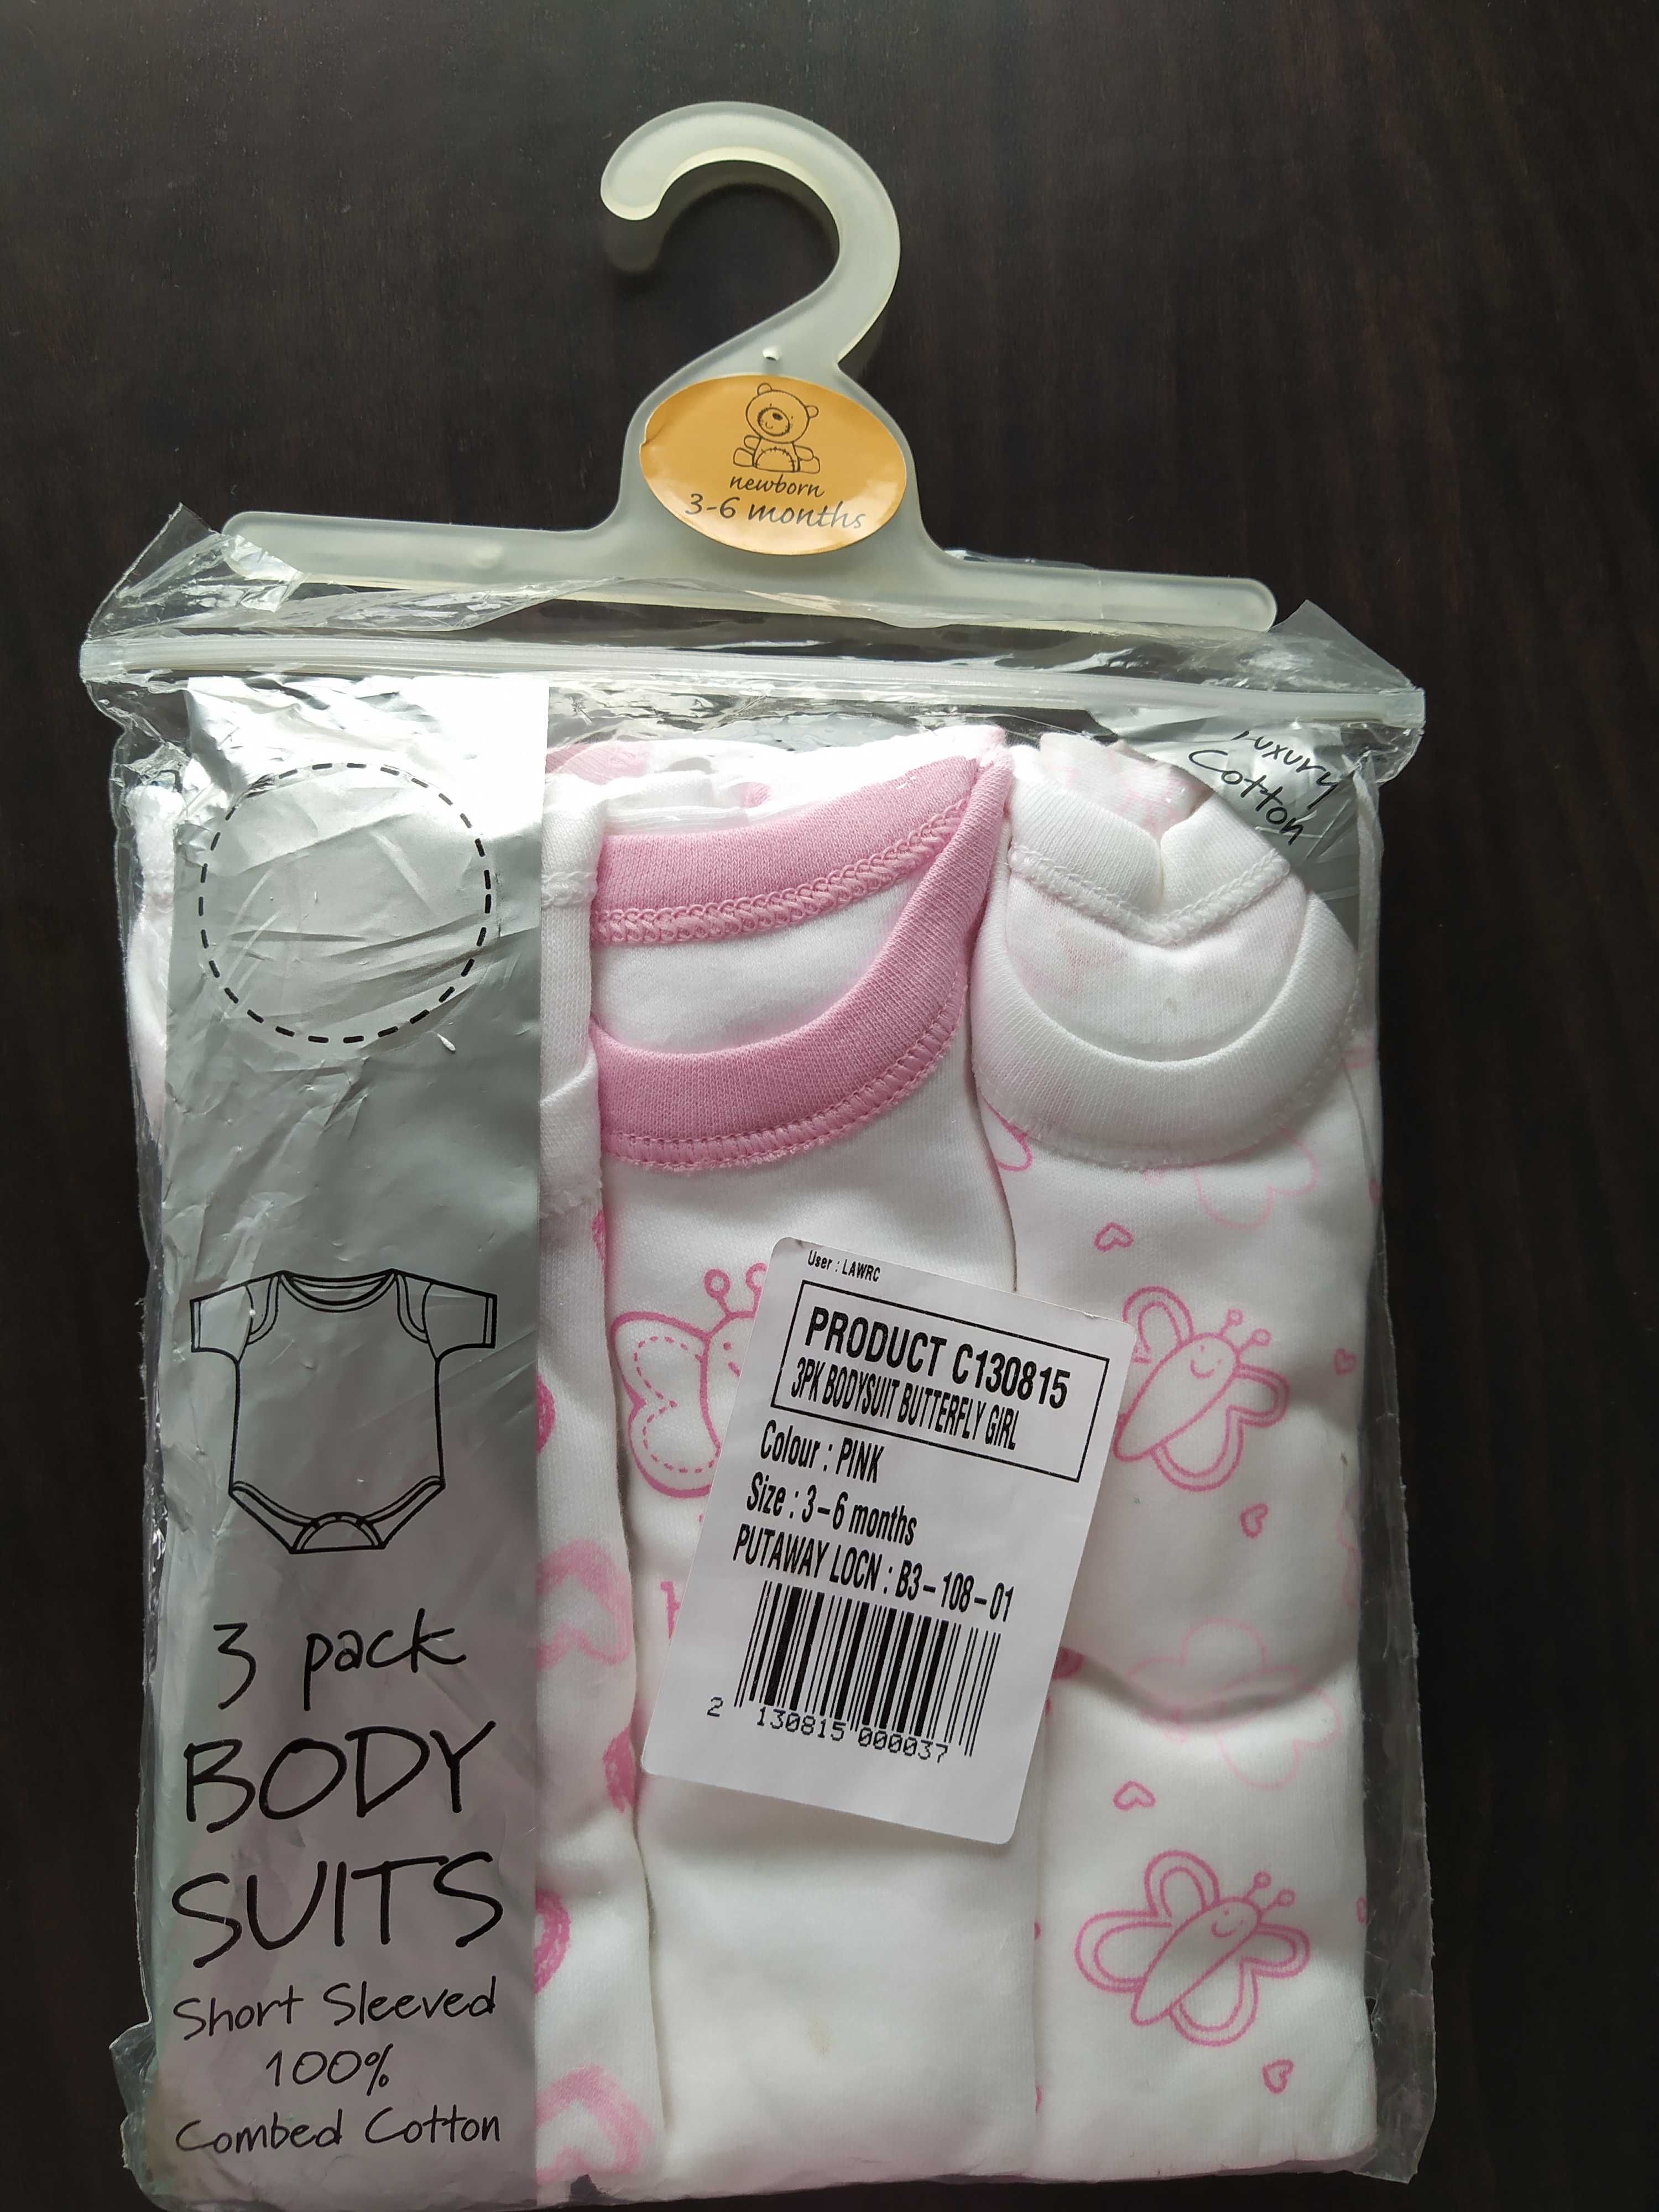 newborn
3-6 months
Luxury
Cotton
User : LAWRC
PRODUCT C130815
3PK BODYSUIT BUTTERFLY GIRL
Colour : PINK
Size : 3-6 months
PUTAWAY LOCN : B3-108-01
2 130815 000037
3 pack
BODY
SUITS
Short Sleeved
100%
Combed Cotton